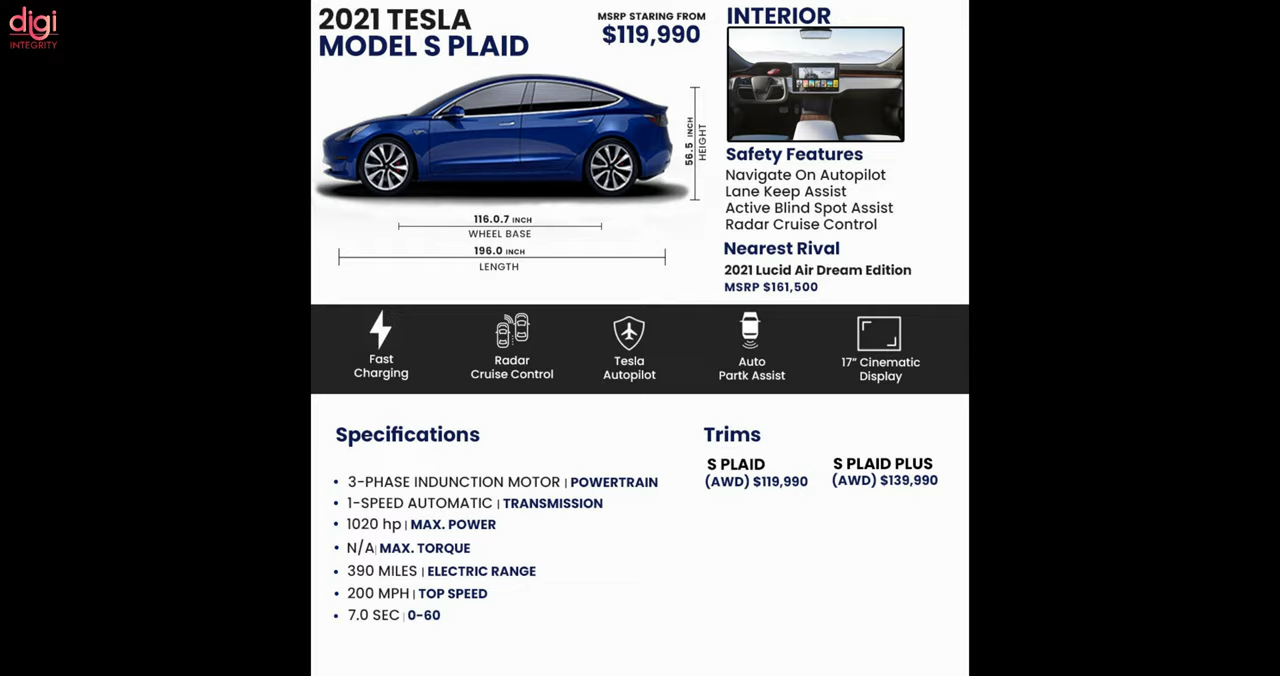 digi
INTEGRITY
2021 TESLA
MODEL S PLAID
MSRP STARING FROM
$119,990
56.5 INCH
HEIGHT
116.0.7 INCH
WHEEL BASE
196.0 INCH
LENGTH
INTERIOR
Safety Features
Navigate On Autopilot
Lane Keep Assist
Active Blind Spot Assist
Radar Cruise Control
Nearest Rival
2021 Lucid Air Dream Edition
MSRP $161,500
Fast
Charging
Radar
Cruise Control
Tesla
Autopilot
Auto
Partk Assist
17” Cinematic
Display
Specifications
• 3-PHASE INDUNCTION MOTOR | POWERTRAIN
• 1-SPEED AUTOMATIC | TRANSMISSION
• 1020 hp | MAX. POWER
• N/A | MAX. TORQUE
• 390 MILES | ELECTRIC RANGE
• 200 MPH | TOP SPEED
• 7.0 SEC | 0-60
Trims
S PLAID
(AWD) $119,990
S PLAID PLUS
(AWD) $139,990